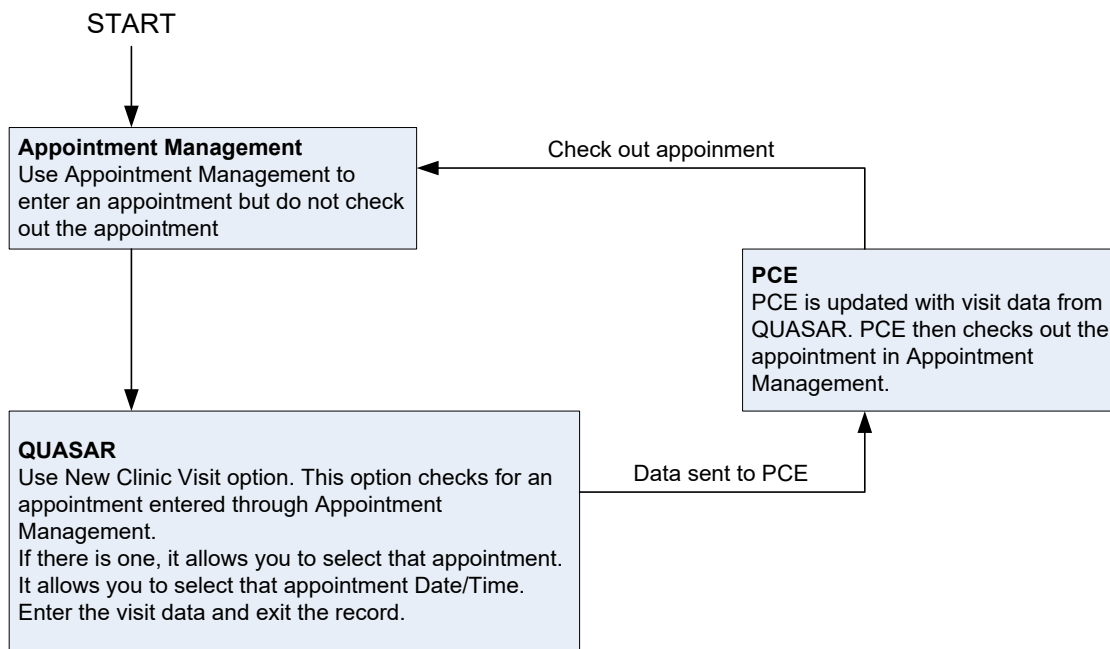 START
Appointment Management
Use Appointment Management to
enter an appointment but do not check
out the appointment
Check out appoinment
PCE
PCE is updated with visit data from
QUASAR. PCE then checks out the
appointment in Appointment
Management.
QUASAR
Use New Clinic Visit option. This option checks for an
appointment entered through Appointment
Management.
If there is one, it allows you to select that appointment.
It allows you to select that appointment Date/Time.
Enter the visit data and exit the record.
Data sent to PCE